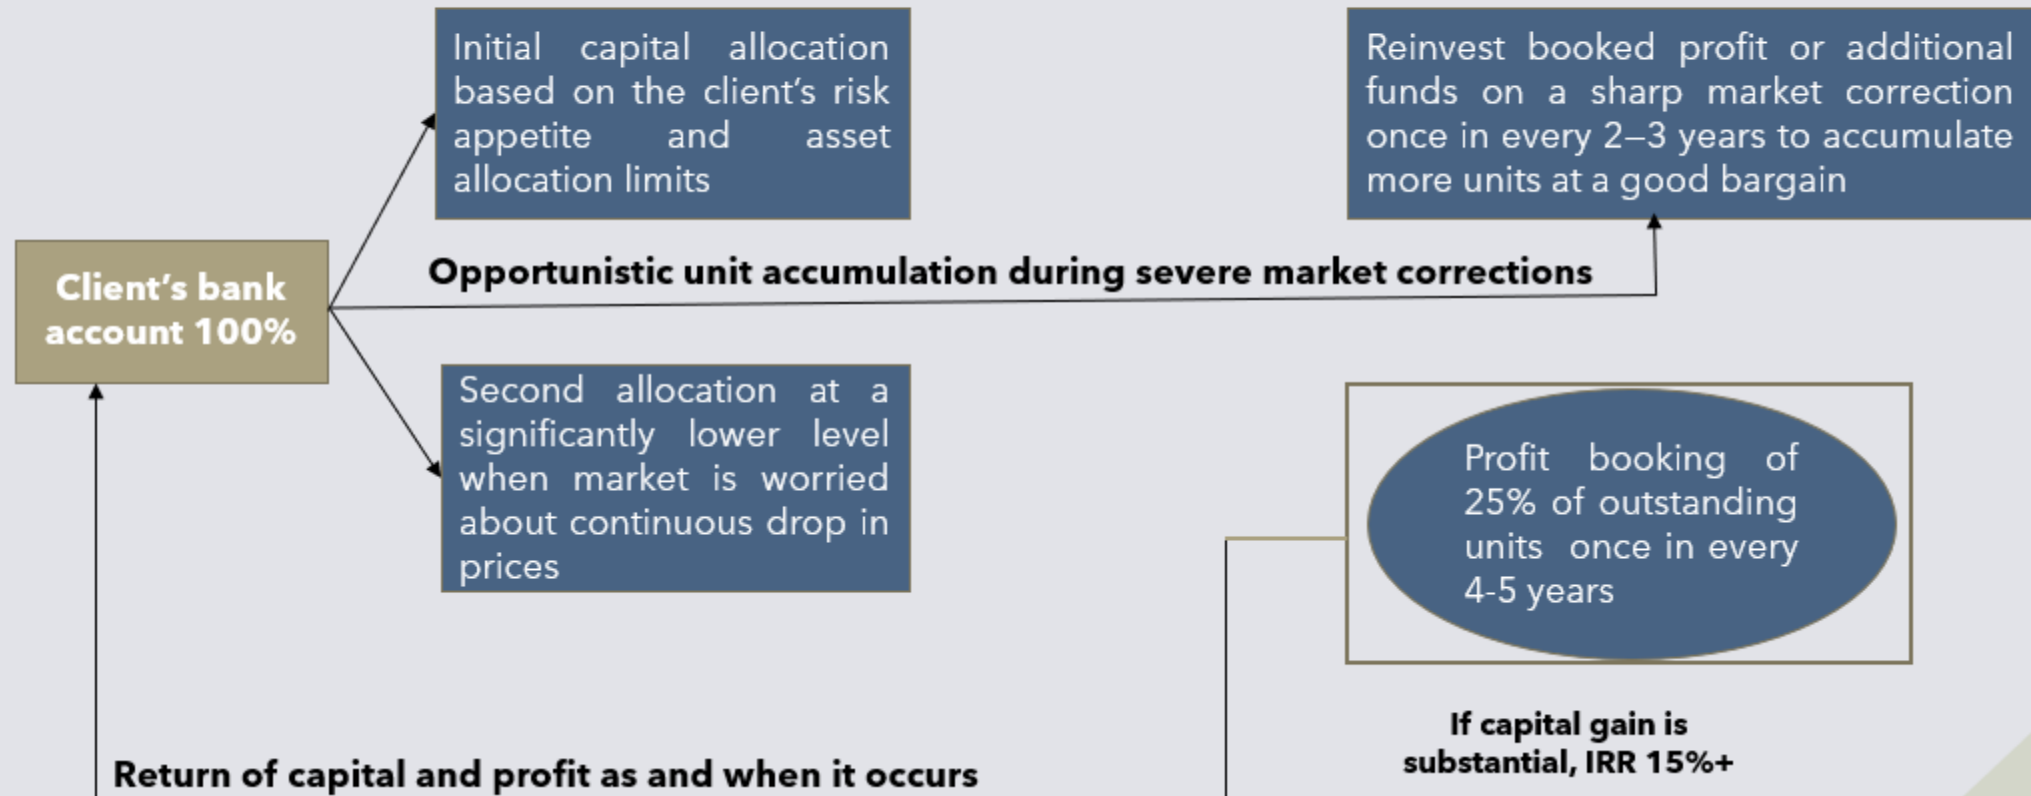 Initial capital allocation
based on the client’s risk
appetite and asset
allocation limits
Reinvest booked profit or additional
funds on a sharp market correction
once in every 2–3 years to accumulate
more units at a good bargain
Opportunistic unit accumulation during severe market corrections
Client’s bank
account 100%
Second allocation at a
significantly lower level
when market is worried
about continuous drop in
prices
Profit booking of
25% of outstanding
units once in every
4-5 years
If capital gain is
substantial, IRR 15%+
Return of capital and profit as and when it occurs